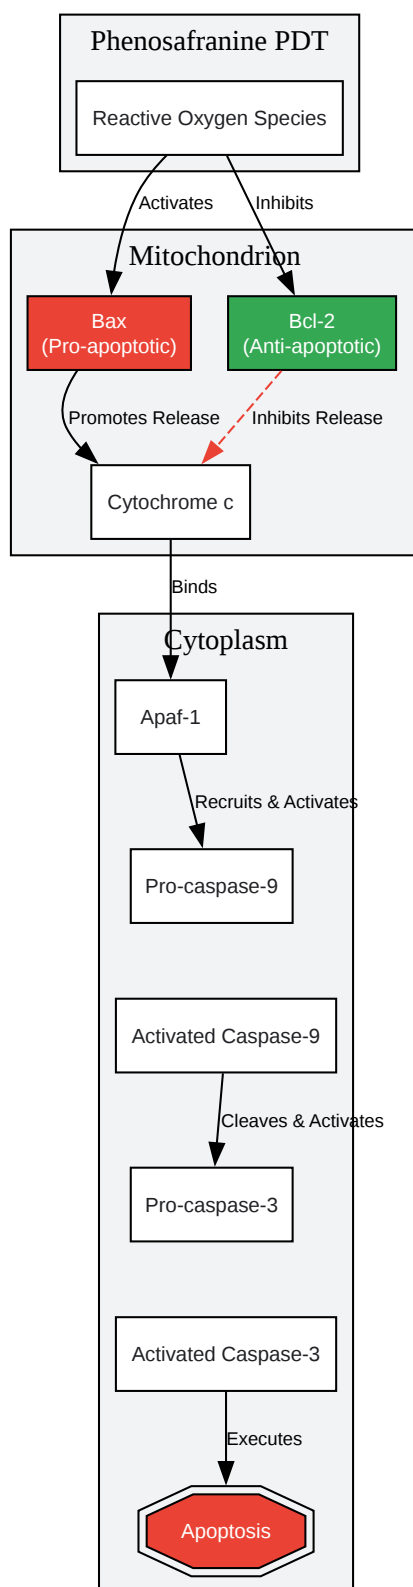 Phenosafranine PDT
Reactive Oxygen Species
Activates
Inhibits
Mitochondrion
Bax
(Pro-apoptotic)
Bcl-2
(Anti-apoptotic)
Promotes Release
Inhibits Release
Cytochrome c
Binds
Cytoplasm
Apaf-1
Recruits & Activates
Pro-caspase-9
Activated Caspase-9
Cleaves & Activates
Pro-caspase-3
Activated Caspase-3
Executes
Apoptosis